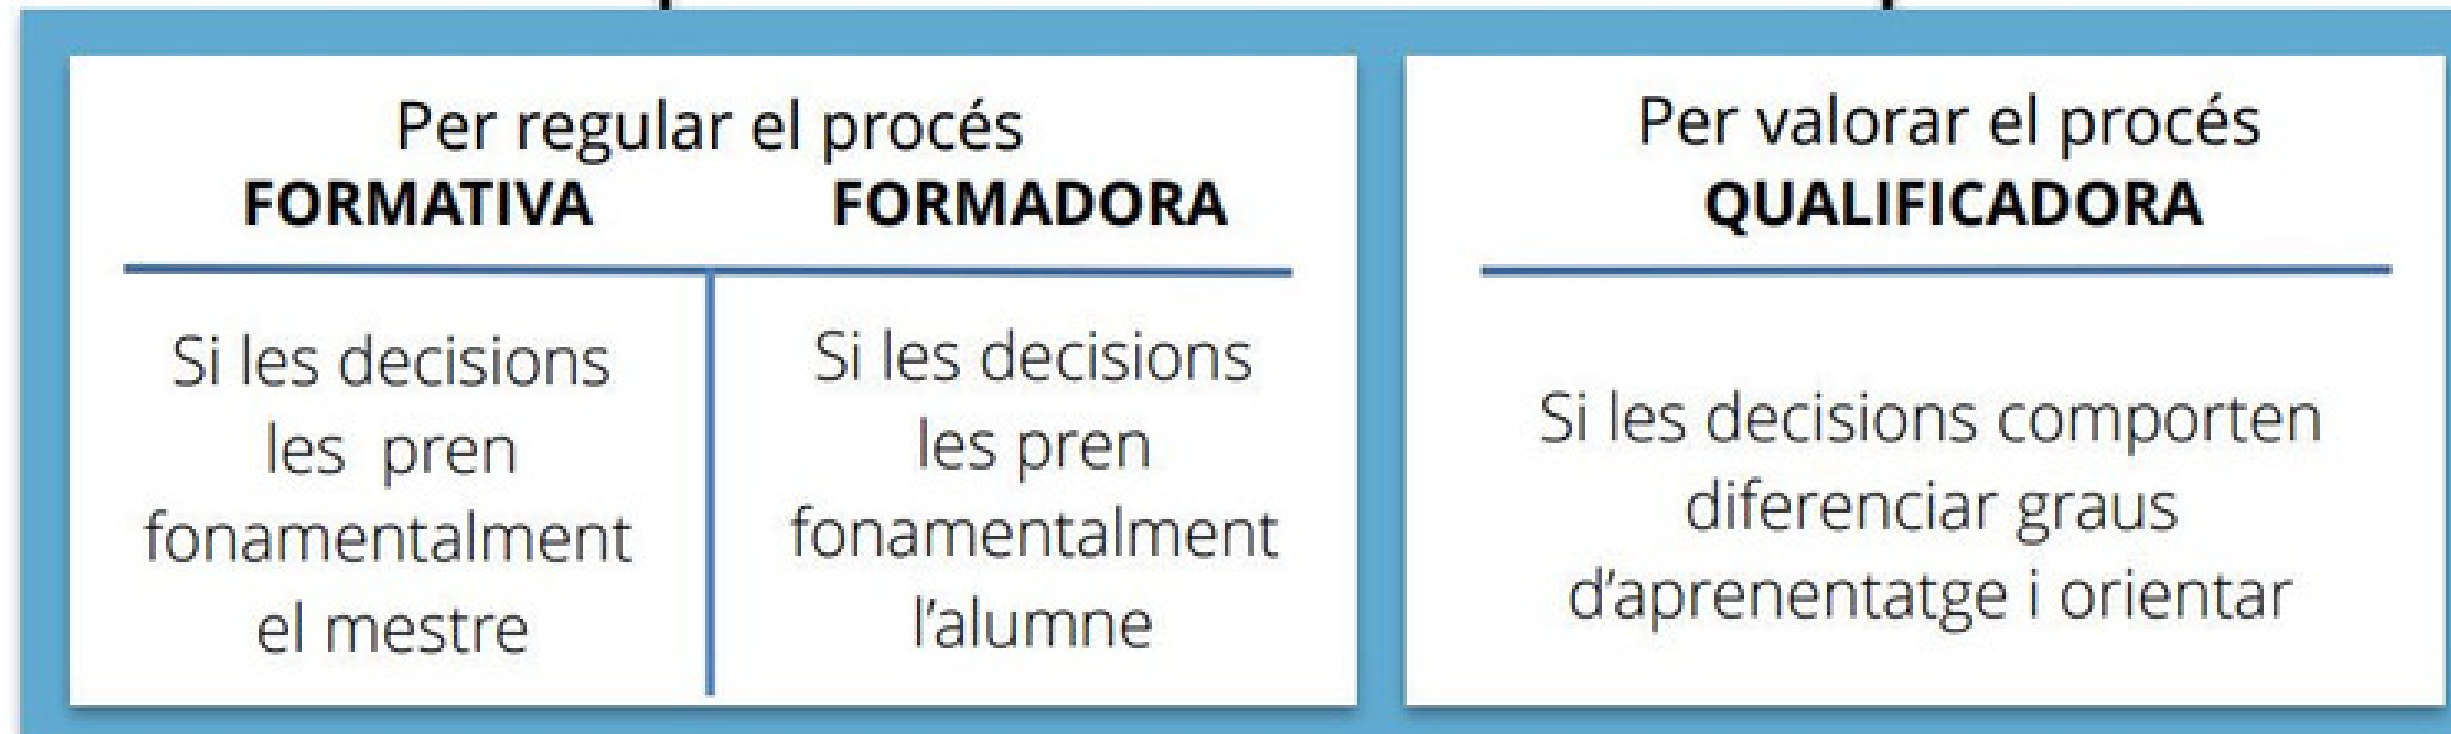 Per regular el procés
FORMATIVA FORMADORA
Si les decisions
les pren
fonamentalment
el mestre
Si les decisions
les pren
fonamentalment
l'alumne
Per valorar el procés
QUALIFICADORA
Si les decisions comporten
diferenciar graus
d'aprenentatge i orientar